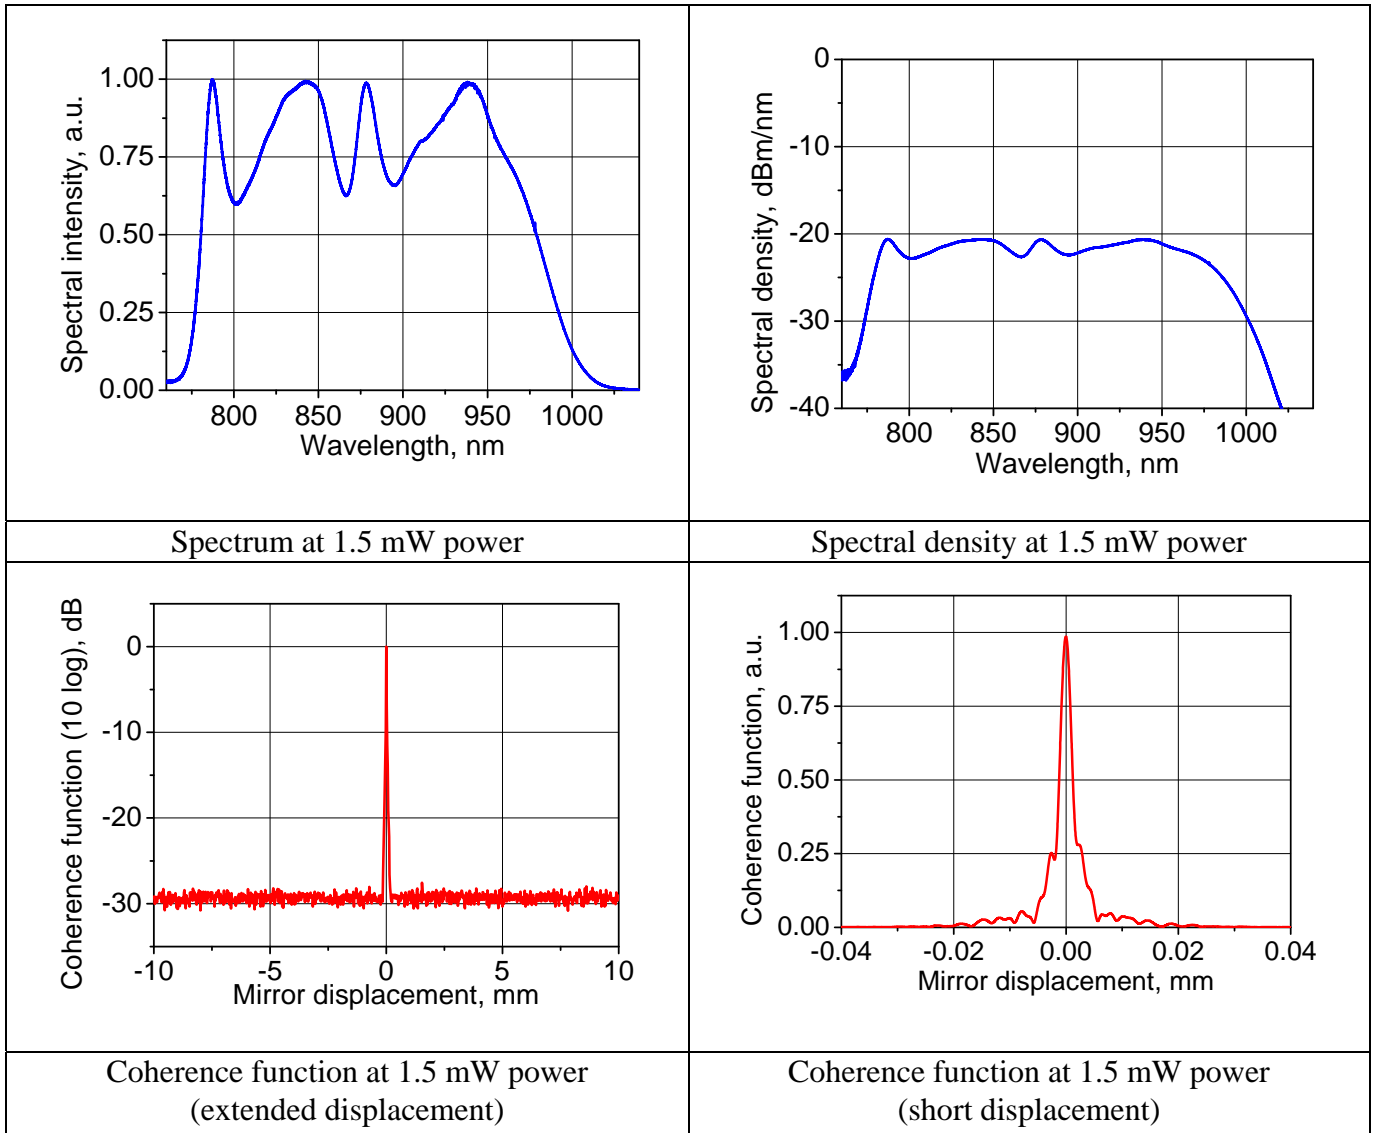 Spectral intensity, a.u.
1.00
0.75
0.50
0.25
0.00
800 850 900 950 1000
Wavelength, nm
Spectrum at 1.5 mW power
Spectral density, dBm/nm
0
-10
-20
-30
-40
800 850 900 950 1000
Wavelength, nm
Spectral density at 1.5 mW power
Coherence function (10 log), dB
0
-10
-20
-30
-10 -5 0 5 10
Mirror displacement, mm
Coherence function at 1.5 mW power
(extended displacement)
Coherence function, a.u.
1.00
0.75
0.50
0.25
0.00
-0.04 -0.02 0.00 0.02 0.04
Mirror displacement, mm
Coherence function at 1.5 mW power
(short displacement)